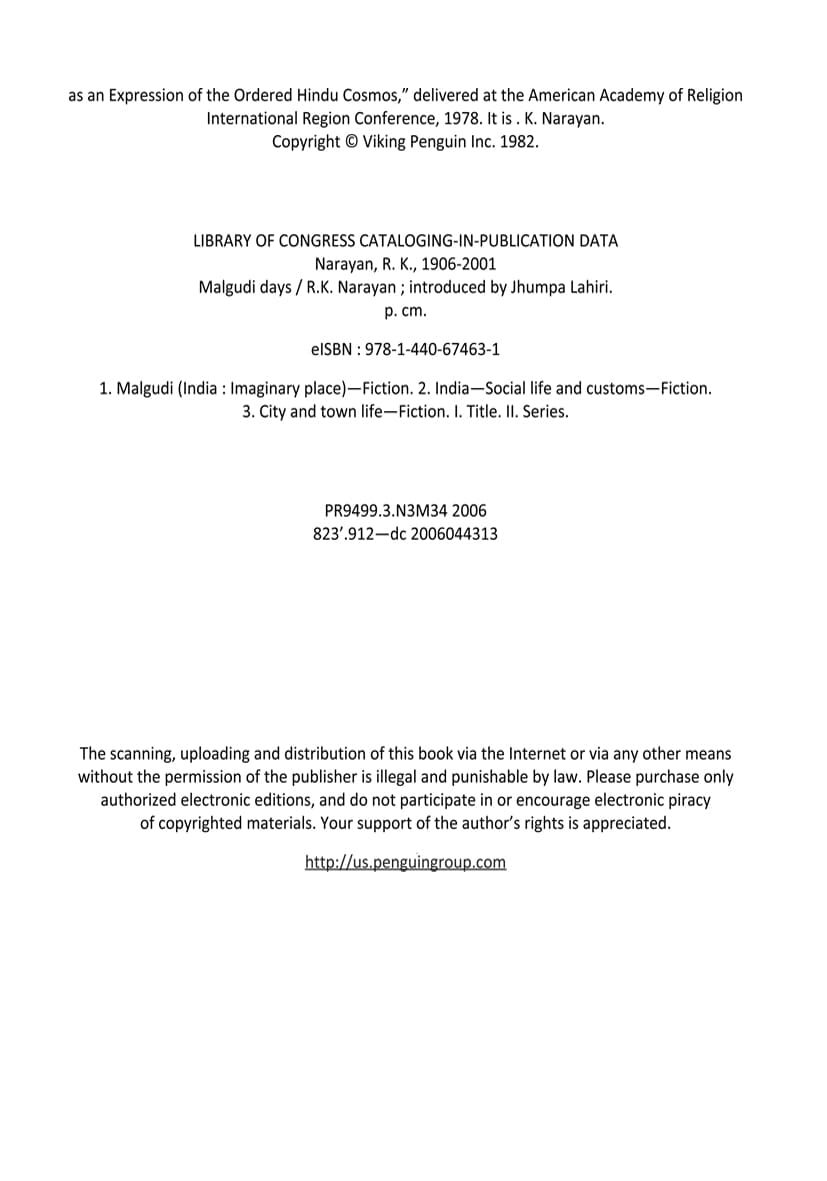 as an Expression of the Ordered Hindu Cosmos,” delivered at the American Academy of Religion
International Region Conference, 1978. It is . K. Narayan.
Copyright © Viking Penguin Inc. 1982.
LIBRARY OF CONGRESS CATALOGING-IN-PUBLICATION DATA
Narayan, R. K., 1906-2001
Malgudi days / R.K. Narayan ; introduced by Jhumpa Lahiri.
p. cm.
eISBN : 978-1-440-67463-1
1. Malgudi (India : Imaginary place)—Fiction. 2. India—Social life and customs—Fiction.
3. City and town life—Fiction. I. Title. II. Series.
PR9499.3.N3M34 2006
823′.912—dc 2006044313
The scanning, uploading and distribution of this book via the Internet or via any other means
without the permission of the publisher is illegal and punishable by law. Please purchase only
authorized electronic editions, and do not participate in or encourage electronic piracy
of copyrighted materials. Your support of the author’s rights is appreciated.
http://us.penguingroup.com